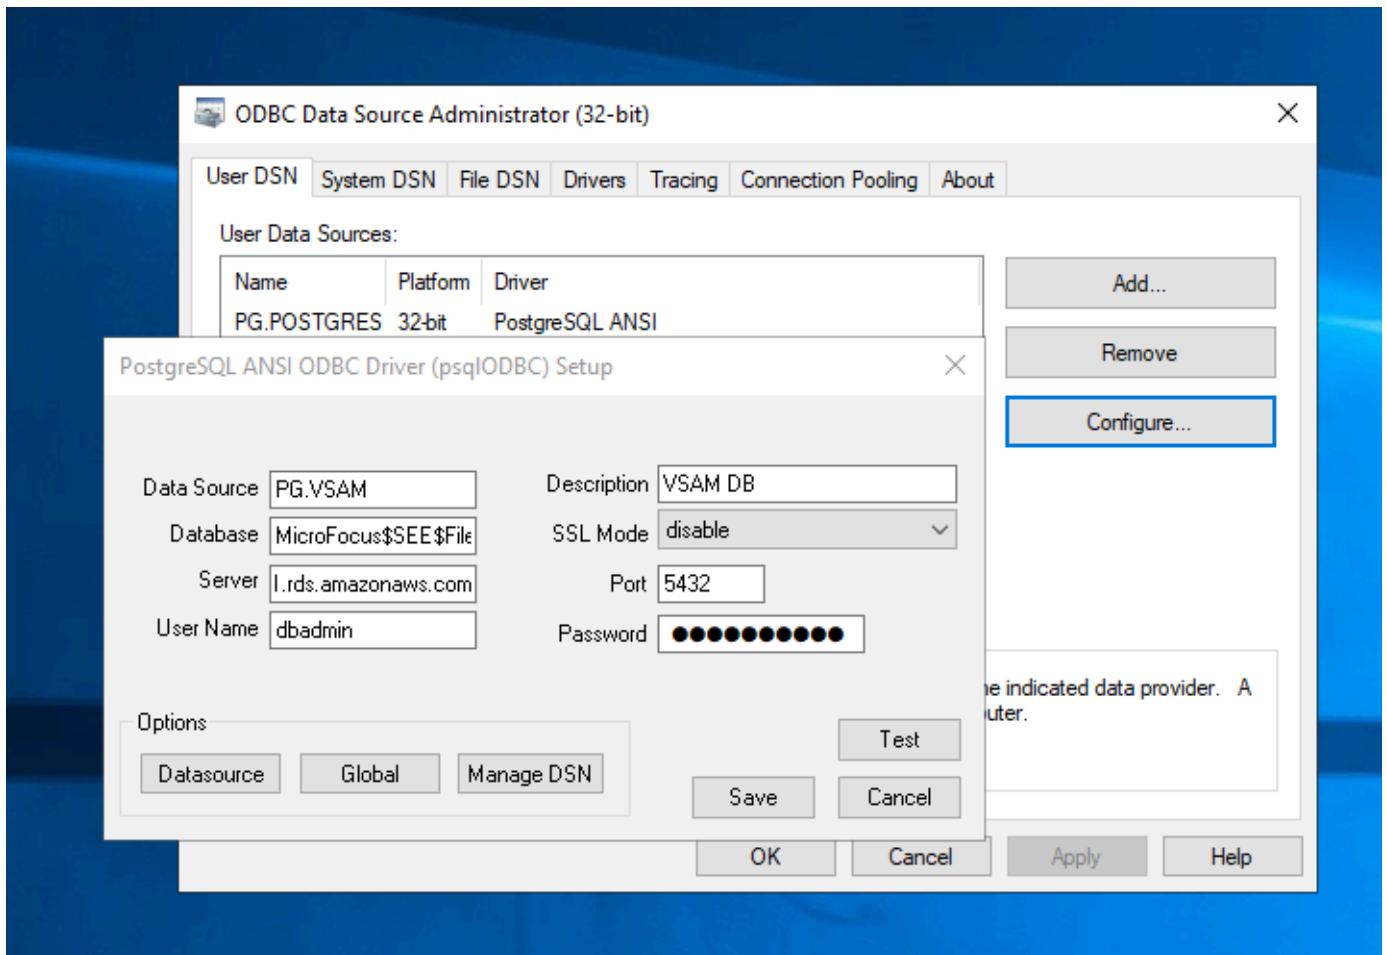 ODBC Data Source Administrator (32-bit)
User DSN System DSN File DSN Drivers Tracing Connection Pooling About
User Data Sources:
Name Platform Driver
PG.POSTGRES 32-bit PostgreSQL ANSI
Add...
Remove
Configure...
PostgreSQL ANSI ODBC Driver (psqlODBC) Setup
Data Source PG.VSAM Description VSAM DB
Database MicroFocus$SEE$File SSL Mode disable
Server l.rds.amazonaws.com Port 5432
User Name dbadmin Password ●●●●●●●●●●
indicated data provider. A
Options
Datasource Global Manage DSN
Test
Save Cancel
OK Cancel Apply Help